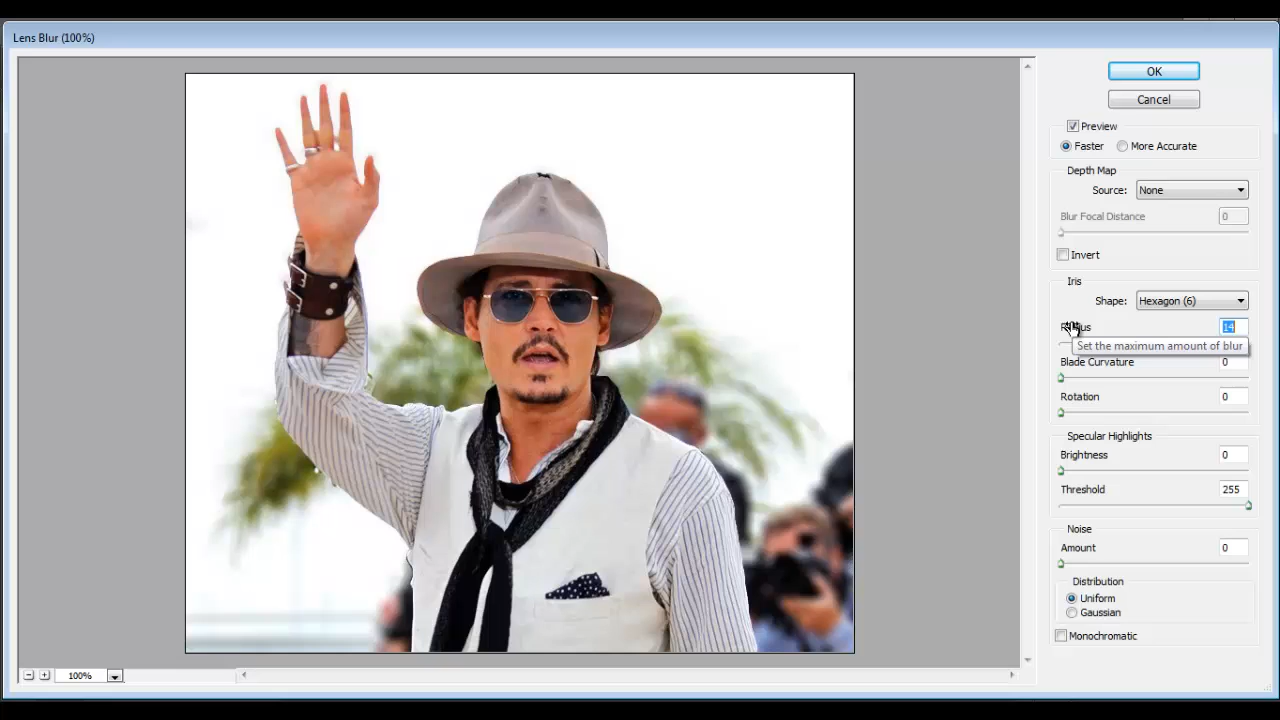 Lens Blur (100%)
OK
Cancel
Preview
Faster
More Accurate
Depth Map
Source: None
Blur Focal Distance 0
Invert
Iris
Shape: Hexagon (6)
14
Set the maximum amount of blur
Blade Curvature 0
Rotation 0
Specular Highlights
Brightness 0
Threshold 255
Noise
Amount 0
Distribution
Uniform
Gaussian
Monochromatic
100%